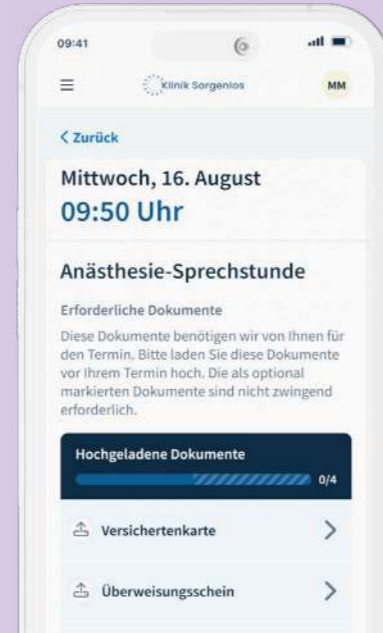 09:41
Klinik Sorgenlos
MM
< Zurück
Mittwoch, 16. August
09:50 Uhr
Anästhesie-Sprechstunde
Erforderliche Dokumente
Diese Dokumente benötigen wir von Ihnen für
den Termin. Bitte laden Sie diese Dokumente
vor Ihrem Termin hoch. Die als optional
markierten Dokumente sind nicht zwingend
erforderlich.
Hochgeladene Dokumente
0/4
Versichertenkarte
Überweisungsschein